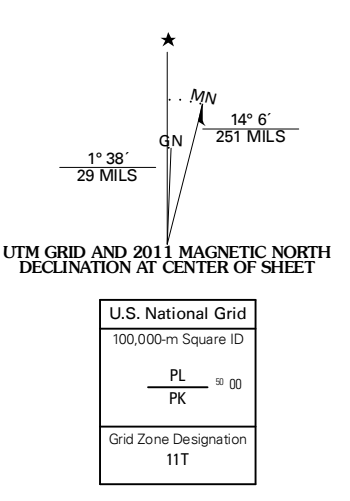 ★
MN
14° 6´
251 MILS
GN
1° 38´
29 MILS
UTM GRID AND 2011 MAGNETIC NORTH
DECLINATION AT CENTER OF SHEET
U.S. National Grid
100,000-m Square ID
PL
50 00
PK
Grid Zone Designation
11T